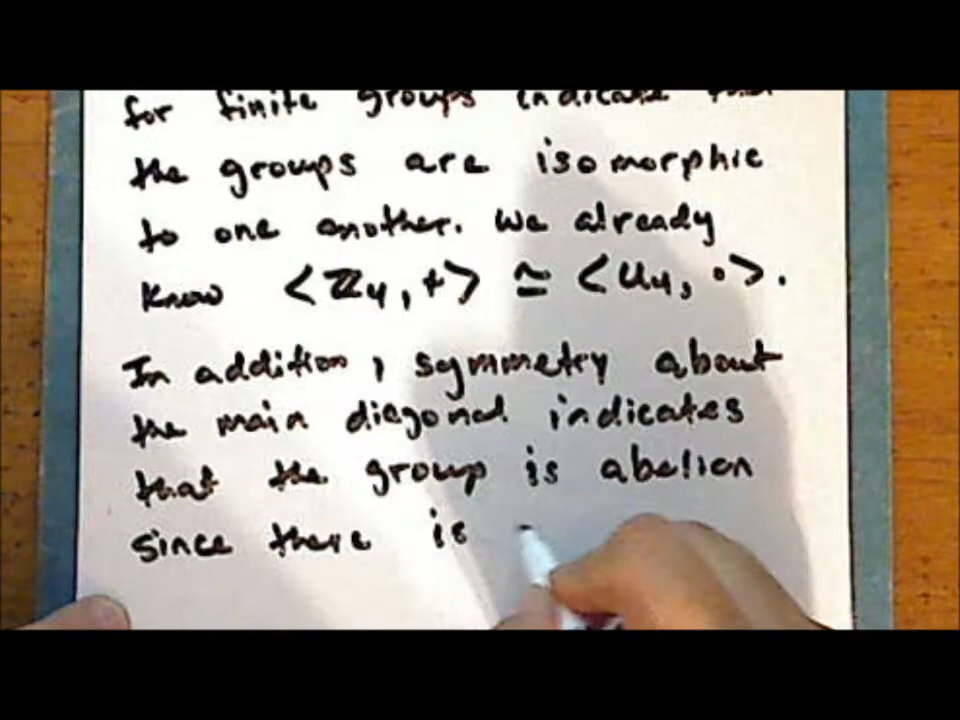 for finite groups indicate
the groups are isomorphic
to one another. We already
know <ℤ₄, +> ≅ <U₄, ·>.
In addition, symmetry about
the main diagonal indicates
that the group is abelian
since there is